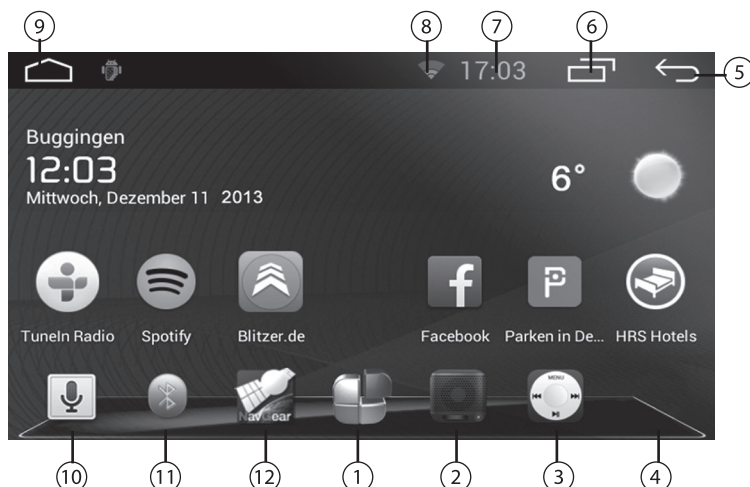 9 8 7 6
17:03
5
Buggingen
12:03
Mittwoch, Dezember 11 2013
6°
TuneIn Radio Spotify Blitzer.de Facebook Parken in De... HRS Hotels
MENU
NavGear
10 11 12 1 2 3 4